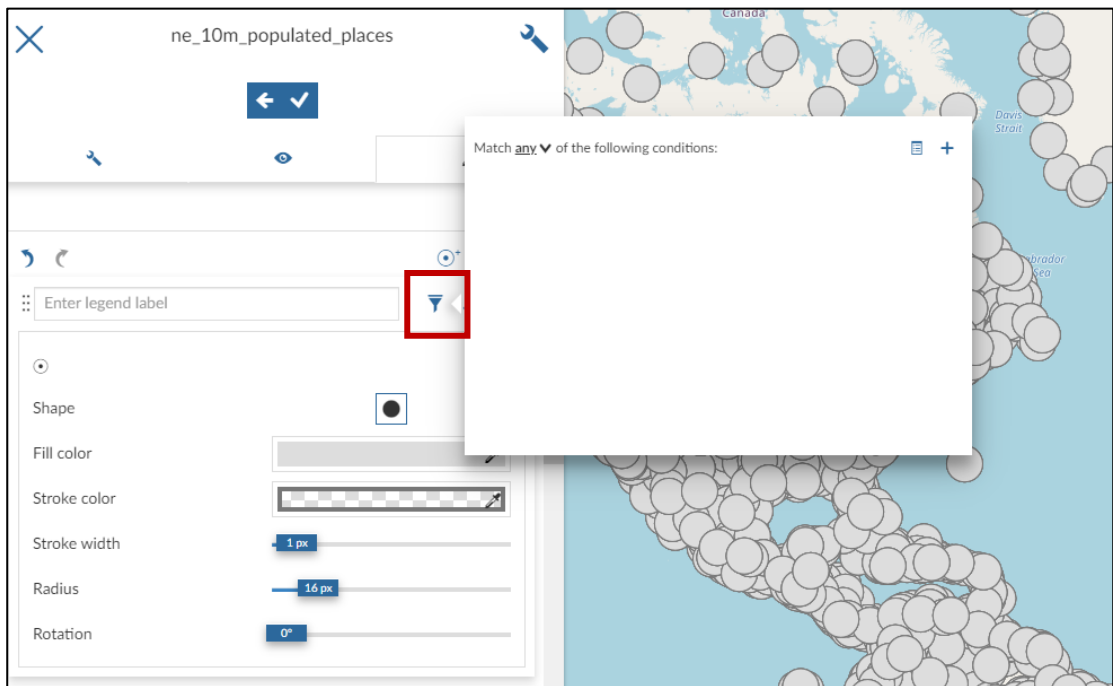 ne_10m_populated_places
Canada
Davis
Strait
Match any of the following conditions:
Sea
Enter legend label
Shape
Fill color
Stroke color
Stroke width
1 px
Radius
16 px
Rotation
0°